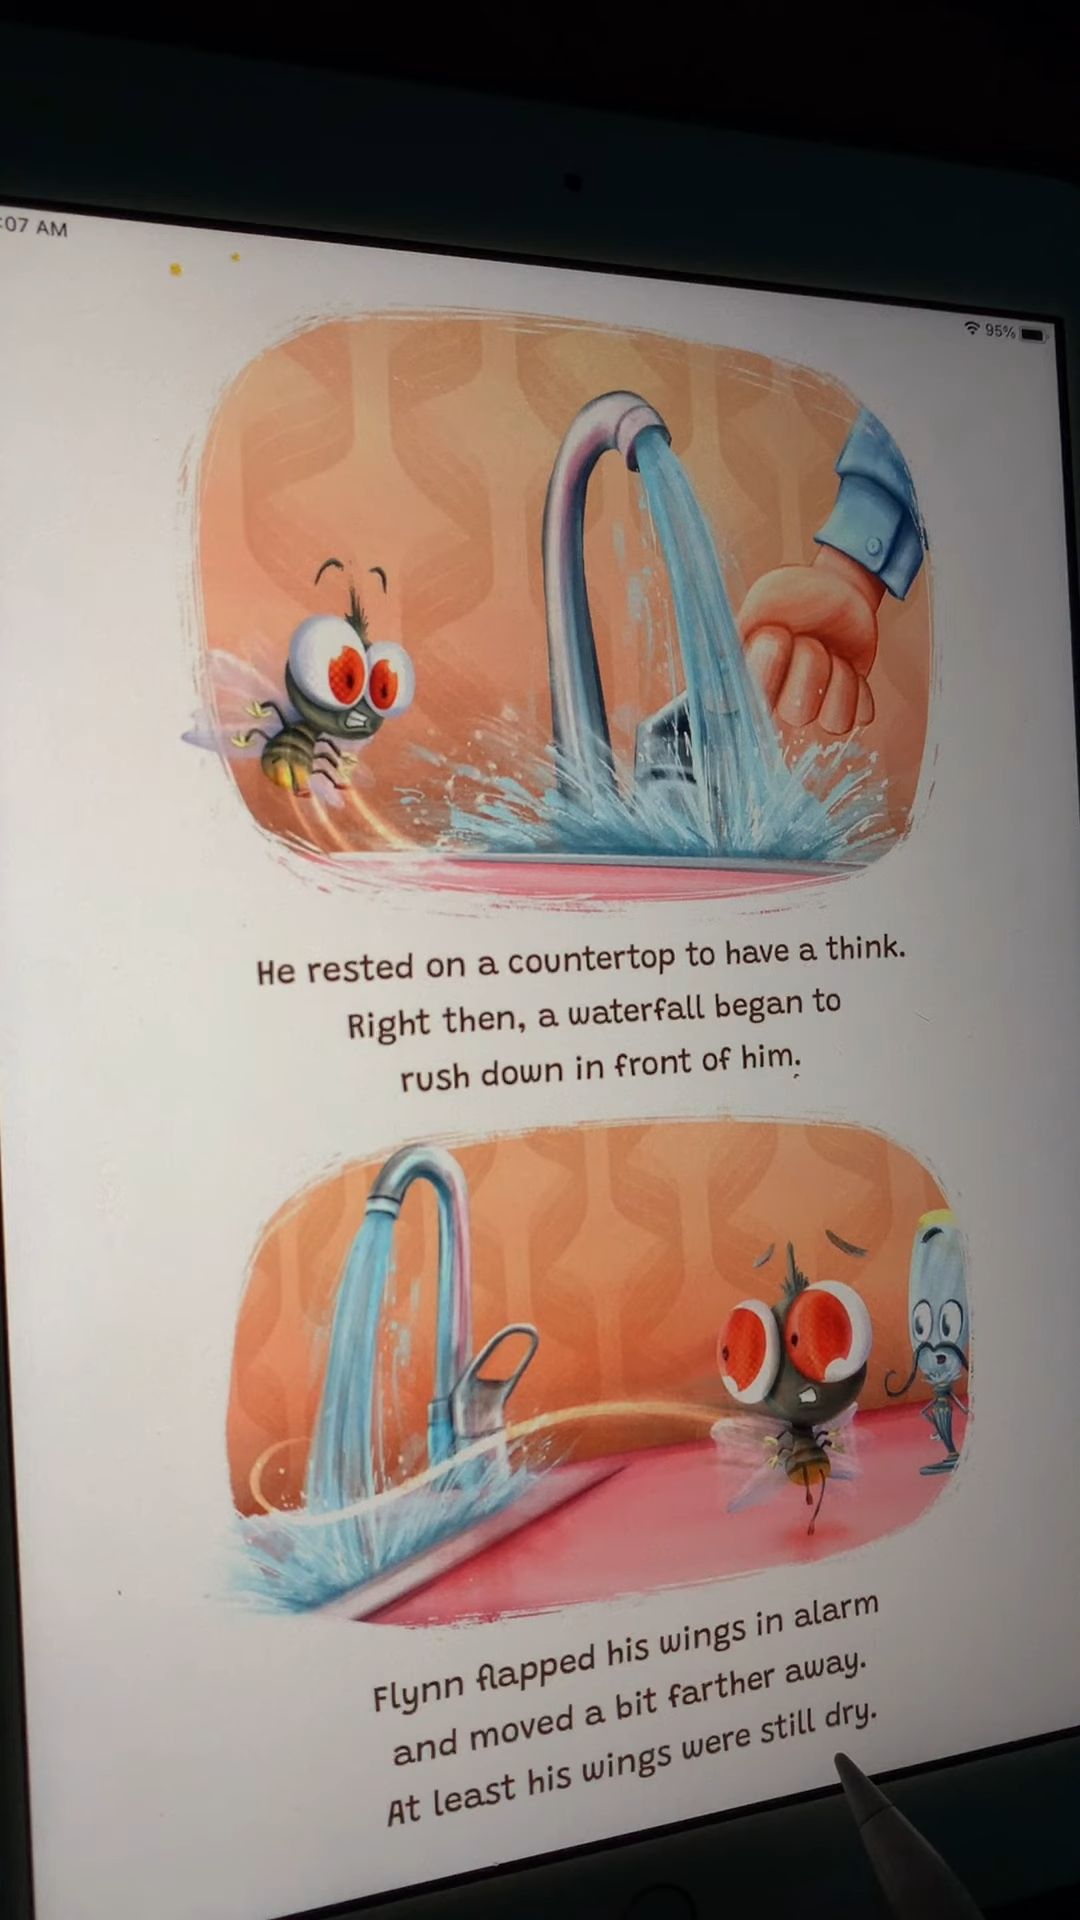 :07 AM
95%
He rested on a countertop to have a think.
Right then, a waterfall began to
rush down in front of him.
Flynn flapped his wings in alarm
and moved a bit farther away.
At least his wings were still dry.